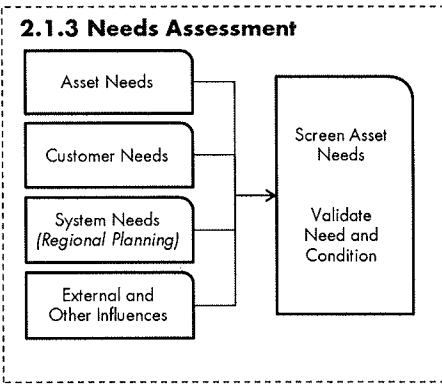 2.1.3 Needs Assessment
Asset Needs
Customer Needs
System Needs
(Regional Planning)
External and
Other Influences
Screen Asset
Needs
Validate
Need and
Condition